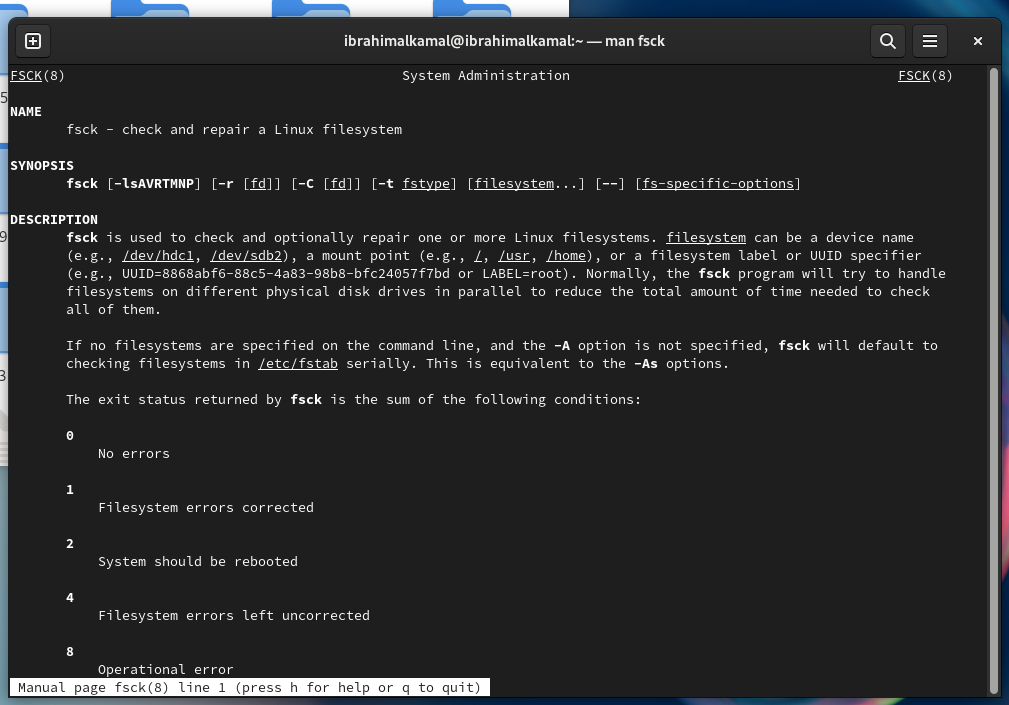 ibrahimalkamal@ibrahimalkamal:~ — man fsck
FSCK(8) System Administration FSCK(8)
NAME
fsck - check and repair a Linux filesystem
SYNOPSIS
fsck [-lsAVRTMNP] [-r [fd]] [-C [fd]] [-t fstype] [filesystem...] [--] [fs-specific-options]
DESCRIPTION
fsck is used to check and optionally repair one or more Linux filesystems. filesystem can be a device name
(e.g., /dev/hdc1, /dev/sdb2), a mount point (e.g., /, /usr, /home), or a filesystem label or UUID specifier
(e.g., UUID=8868abf6-88c5-4a83-98b8-bfc24057f7bd or LABEL=root). Normally, the fsck program will try to handle
filesystems on different physical disk drives in parallel to reduce the total amount of time needed to check
all of them.
If no filesystems are specified on the command line, and the -A option is not specified, fsck will default to
checking filesystems in /etc/fstab serially. This is equivalent to the -As options.
The exit status returned by fsck is the sum of the following conditions:
0
No errors
1
Filesystem errors corrected
2
System should be rebooted
4
Filesystem errors left uncorrected
8
Operational error
Manual page fsck(8) line 1 (press h for help or q to quit)
5
9
3